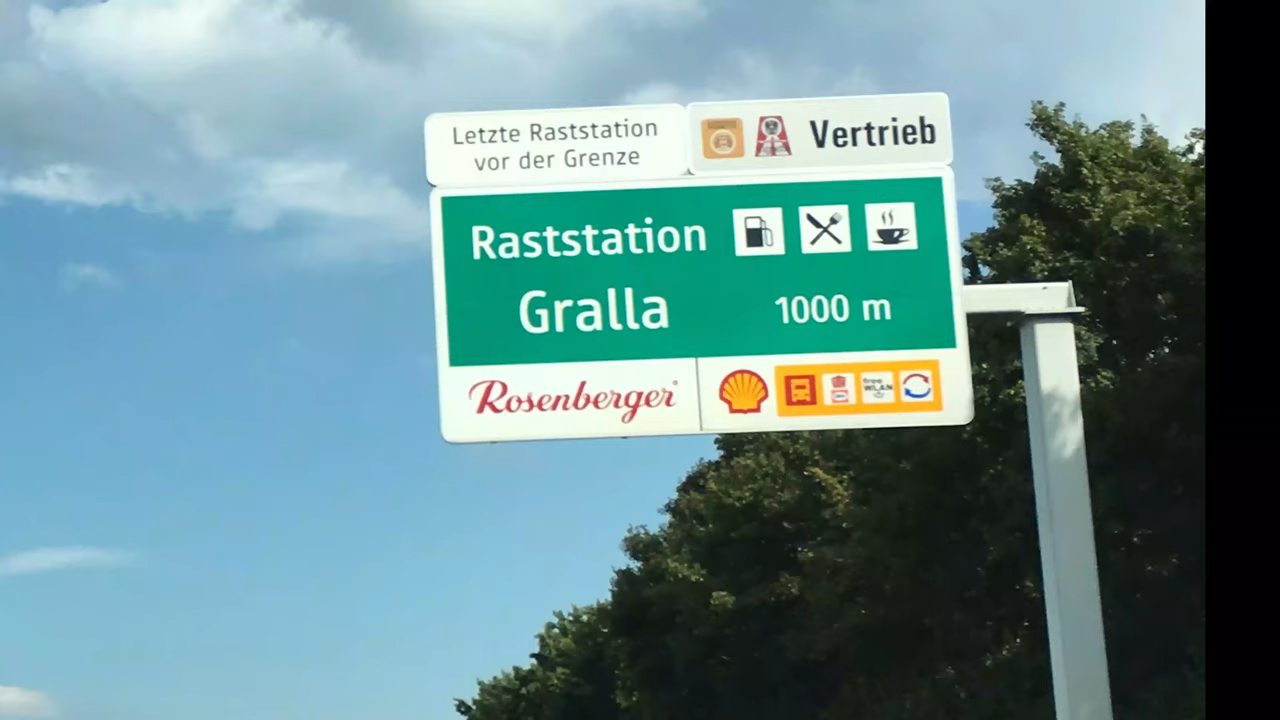 Letzte Raststation
vor der Grenze
Vertrieb
Raststation
Gralla
1000 m
Rosenberger
free
WLAN